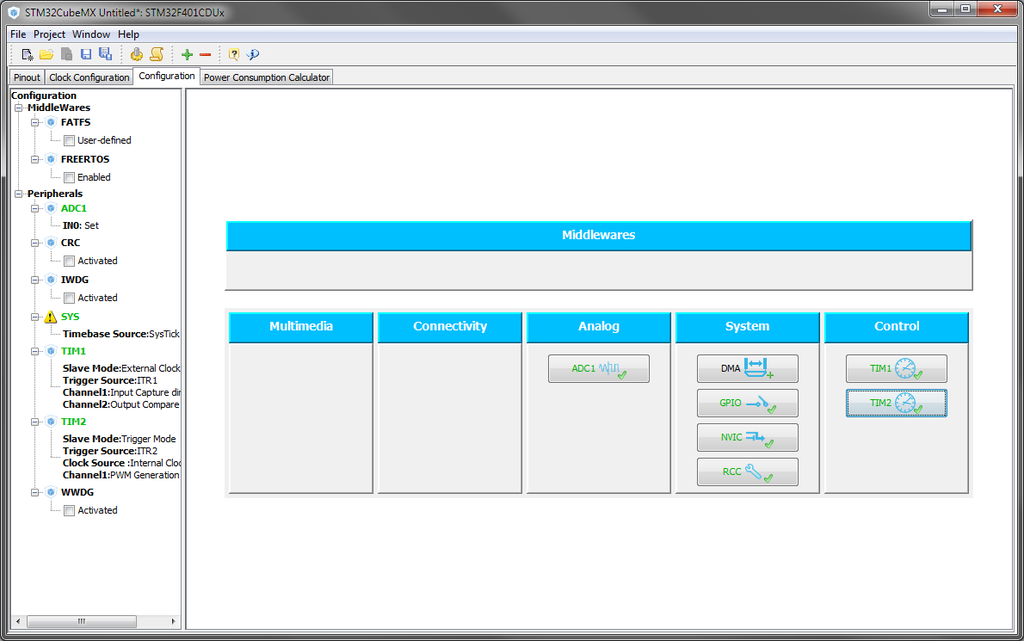 STM32CubeMX Untitled*: STM32F401CDUx
File Project Window Help
Pinout Clock Configuration Configuration Power Consumption Calculator
Configuration
MiddleWares
FATFS
User-defined
FREERTOS
Enabled
Peripherals
ADC1
IN0: Set
CRC
Activated
IWDG
Activated
SYS
Timebase Source:SysTick
TIM1
Slave Mode:External Clock
Trigger Source:ITR1
Channel1:Input Capture di
Channel2:Output Compare
TIM2
Slave Mode:Trigger Mode
Trigger Source:ITR2
Clock Source :Internal Cloc
Channel1:PWM Generation
WWDG
Activated
Middlewares
Multimedia Connectivity Analog System Control
ADC1 DMA TIM1
GPIO TIM2
NVIC
RCC